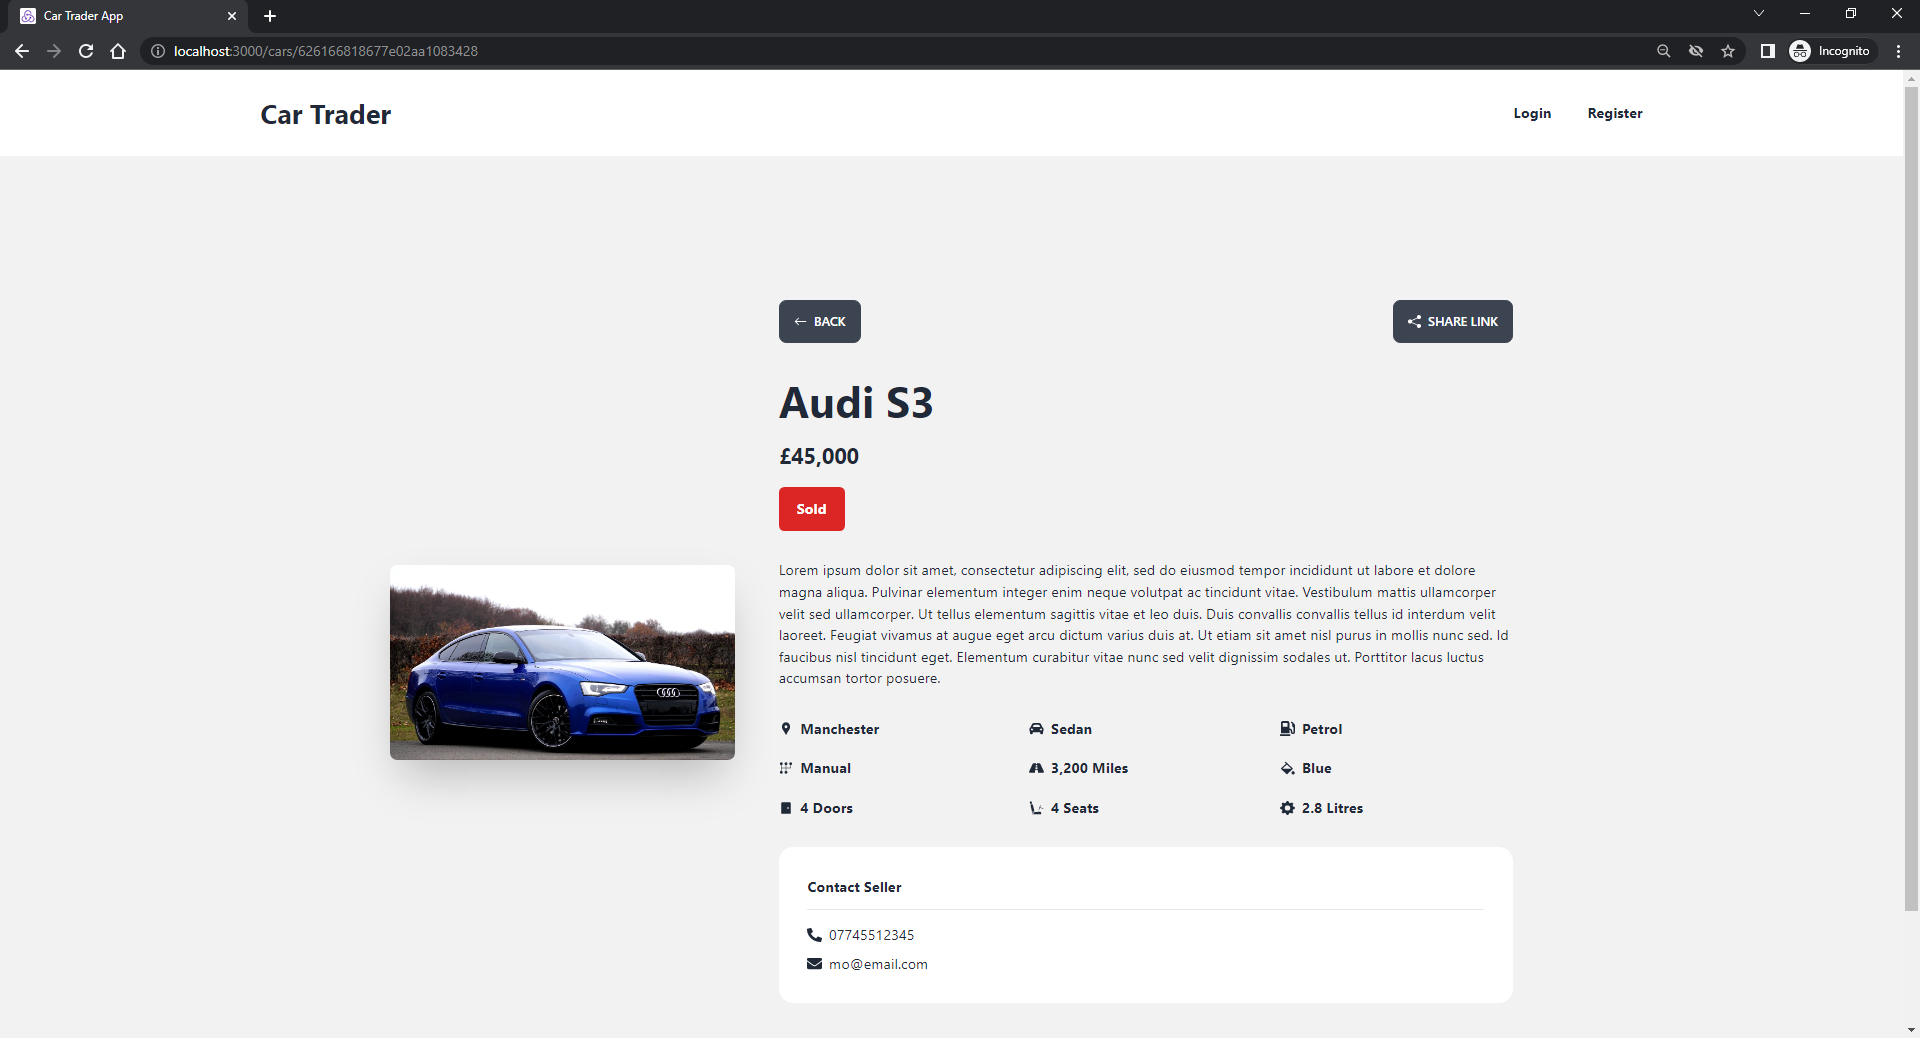 Car Trader App
localhost:3000/cars/626166818677e02aa1083428
Incognito
Car Trader
Login
Register
BACK
SHARE LINK
Audi S3
£45,000
Sold
Lorem ipsum dolor sit amet, consectetur adipiscing elit, sed do eiusmod tempor incididunt ut labore et dolore
magna aliqua. Pulvinar elementum integer enim neque volutpat ac tincidunt vitae. Vestibulum mattis ullamcorper
velit sed ullamcorper. Ut tellus elementum sagittis vitae et leo duis. Duis convallis convallis tellus id interdum velit
laoreet. Feugiat vivamus at augue eget arcu dictum varius duis at. Ut etiam sit amet nisl purus in mollis nunc sed. Id
faucibus nisl tincidunt eget. Elementum curabitur vitae nunc sed velit dignissim sodales ut. Porttitor lacus luctus
accumsan tortor posuere.
Manchester
Sedan
Petrol
Manual
3,200 Miles
Blue
4 Doors
4 Seats
2.8 Litres
Contact Seller
07745512345
mo@email.com